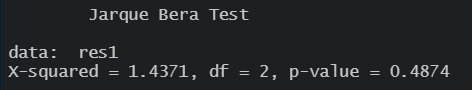 Jarque Bera Test
data:  res1
X-squared = 1.4371, df = 2, p-value = 0.4874